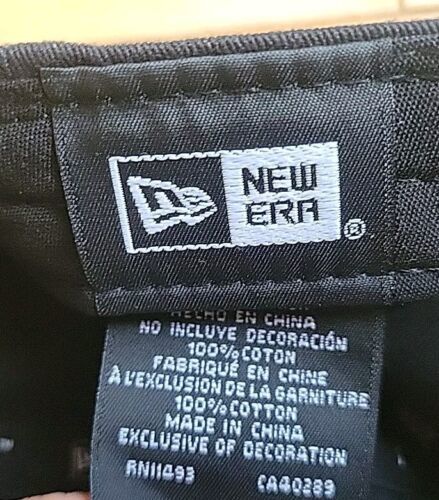 NEW
ERA
®
HECHO EN CHINA
NO INCLUYE DECORACIÓN
100% COTON
FABRIQUÉ EN CHINE
À L'EXCLUSION DE LA GARNITURE
100% COTTON
MADE IN CHINA
EXCLUSIVE OF DECORATION
RN11493 CA40289